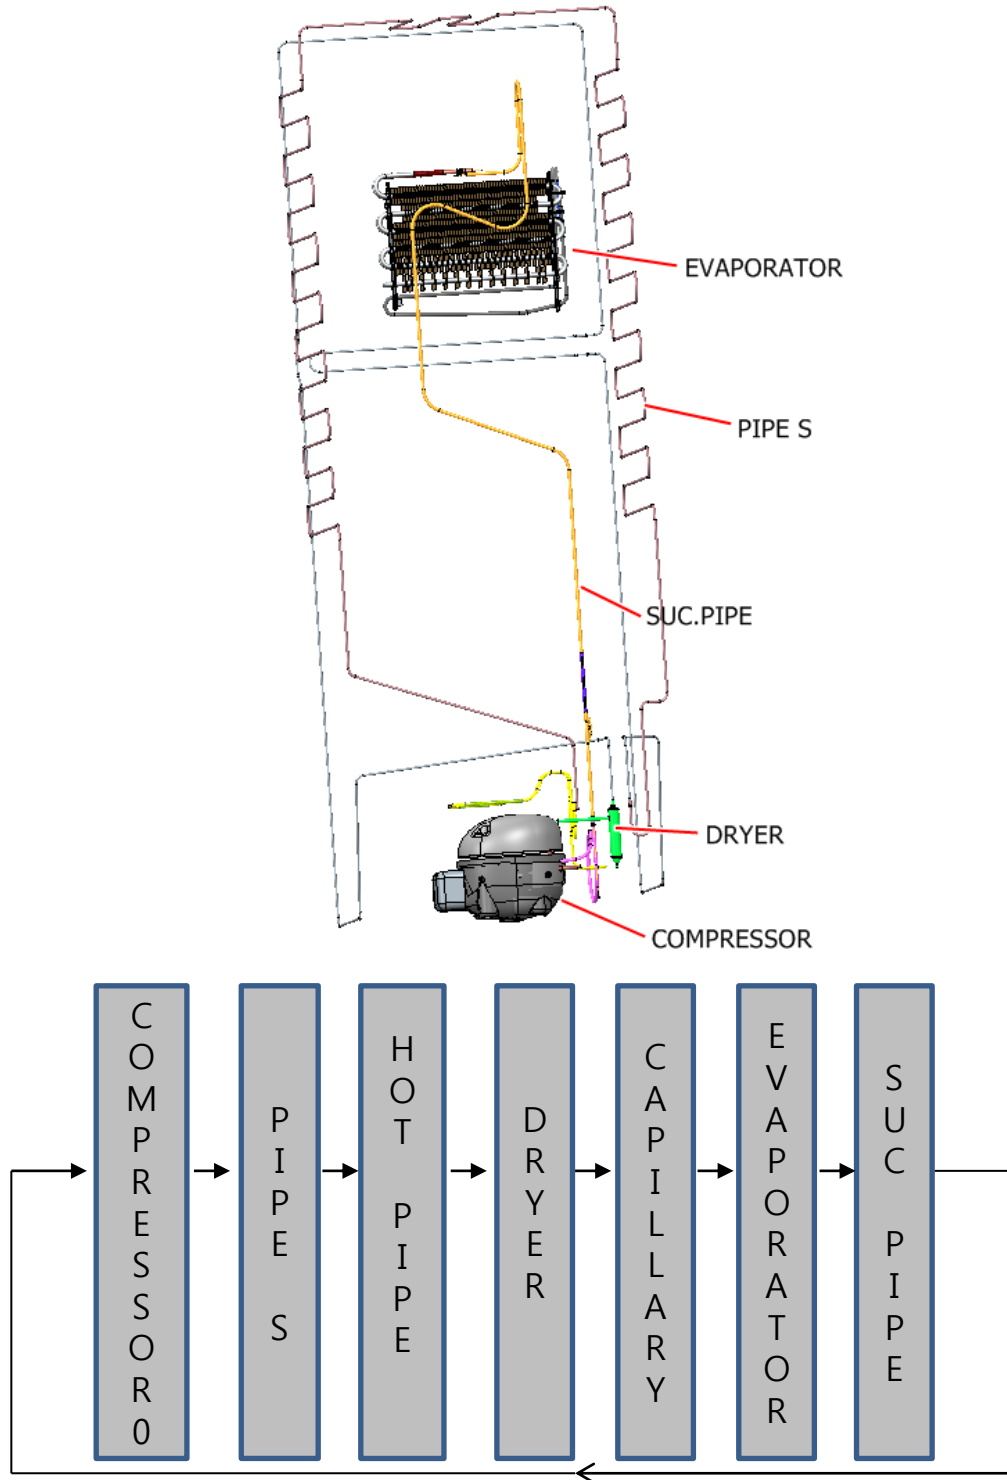 EVAPORATOR
PIPE S
SUC.PIPE
DRYER
COMPRESSOR
COMPRESSOR0
PIPE S
HOT PIPE
DRYER
CAPILLARY
EVAPORATOR
SUC PIPE